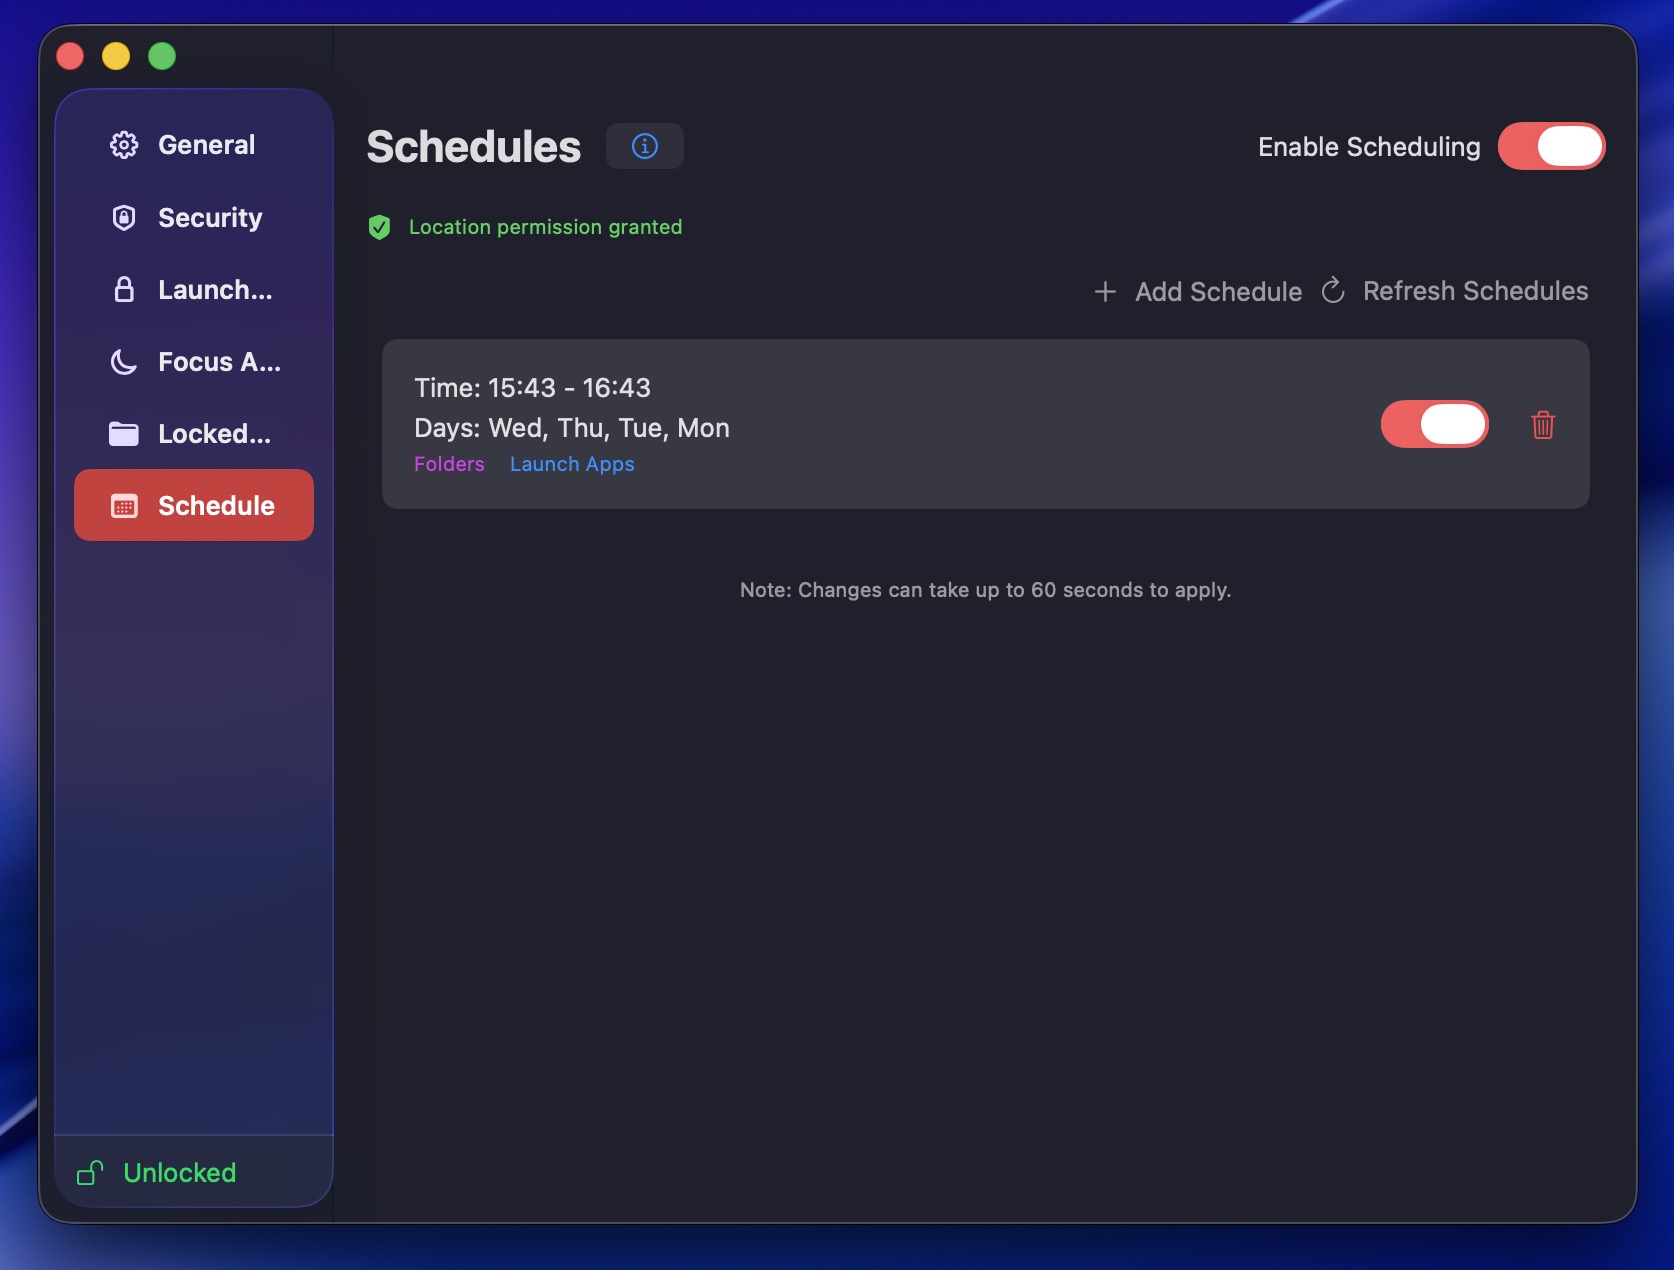 General
Security
Launch...
Focus A...
Locked...
Schedule
Unlocked
Schedules
Enable Scheduling
Location permission granted
Add Schedule
Refresh Schedules
Time: 15:43 - 16:43
Days: Wed, Thu, Tue, Mon
Folders Launch Apps
Note: Changes can take up to 60 seconds to apply.